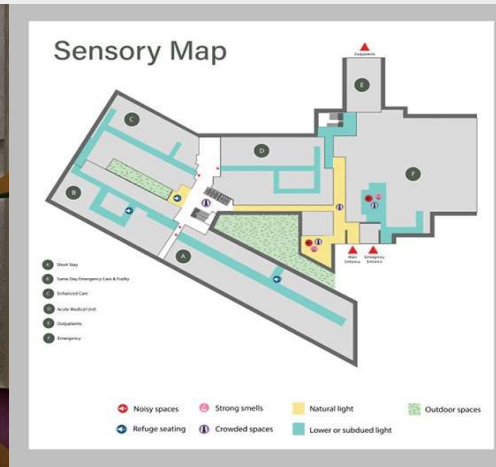 Sensory Map
Outpatients
E
C
D
F
B
A
Main
Entrance
Emergency
Entrance
A Short Stay
B Same Day Emergency Care & Frailty
C Enhanced Care
D Acute Medical Unit
E Outpatients
F Emergency
Noisy spaces
Strong smells
Natural light
Outdoor spaces
Refuge seating
Crowded spaces
Lower or subdued light